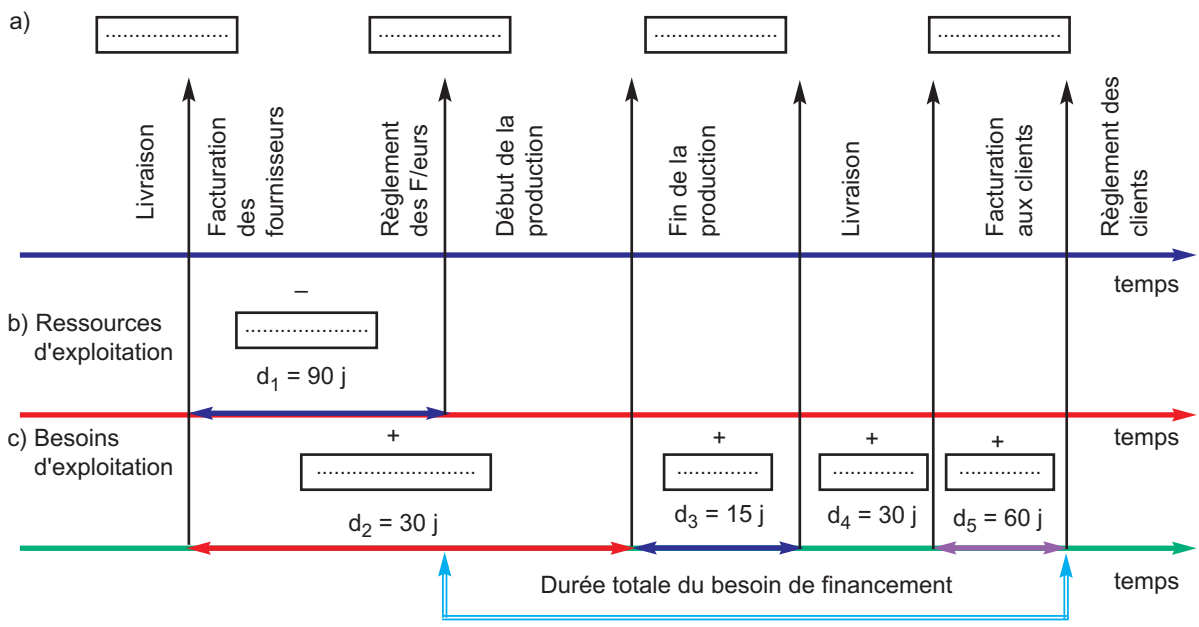 a)
.....................
.....................
.....................
.....................
Livraison
Facturation
des
fournisseurs
Règlement
des F/eurs
Début de la
production
Fin de la
production
Livraison
Facturation
aux clients
Règlement des
clients
temps
b) Ressources
d'exploitation
–
.....................
d1 = 90 j
temps
c) Besoins
d'exploitation
+
...........................
d2 = 30 j
+
..............
d3 = 15 j
+
..............
d4 = 30 j
+
..............
d5 = 60 j
temps
Durée totale du besoin de financement